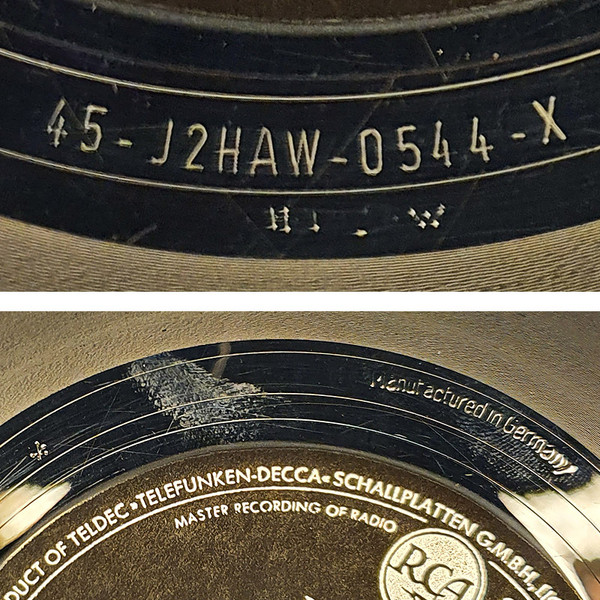 45-J2HAW-0544-X
Manufactured in Germany
DUCT OF TELDEC »TELEFUNKEN-DECCA« SCHALLPLATTEN G.M.B.H.
MASTER RECORDING OF RADIO
RCA